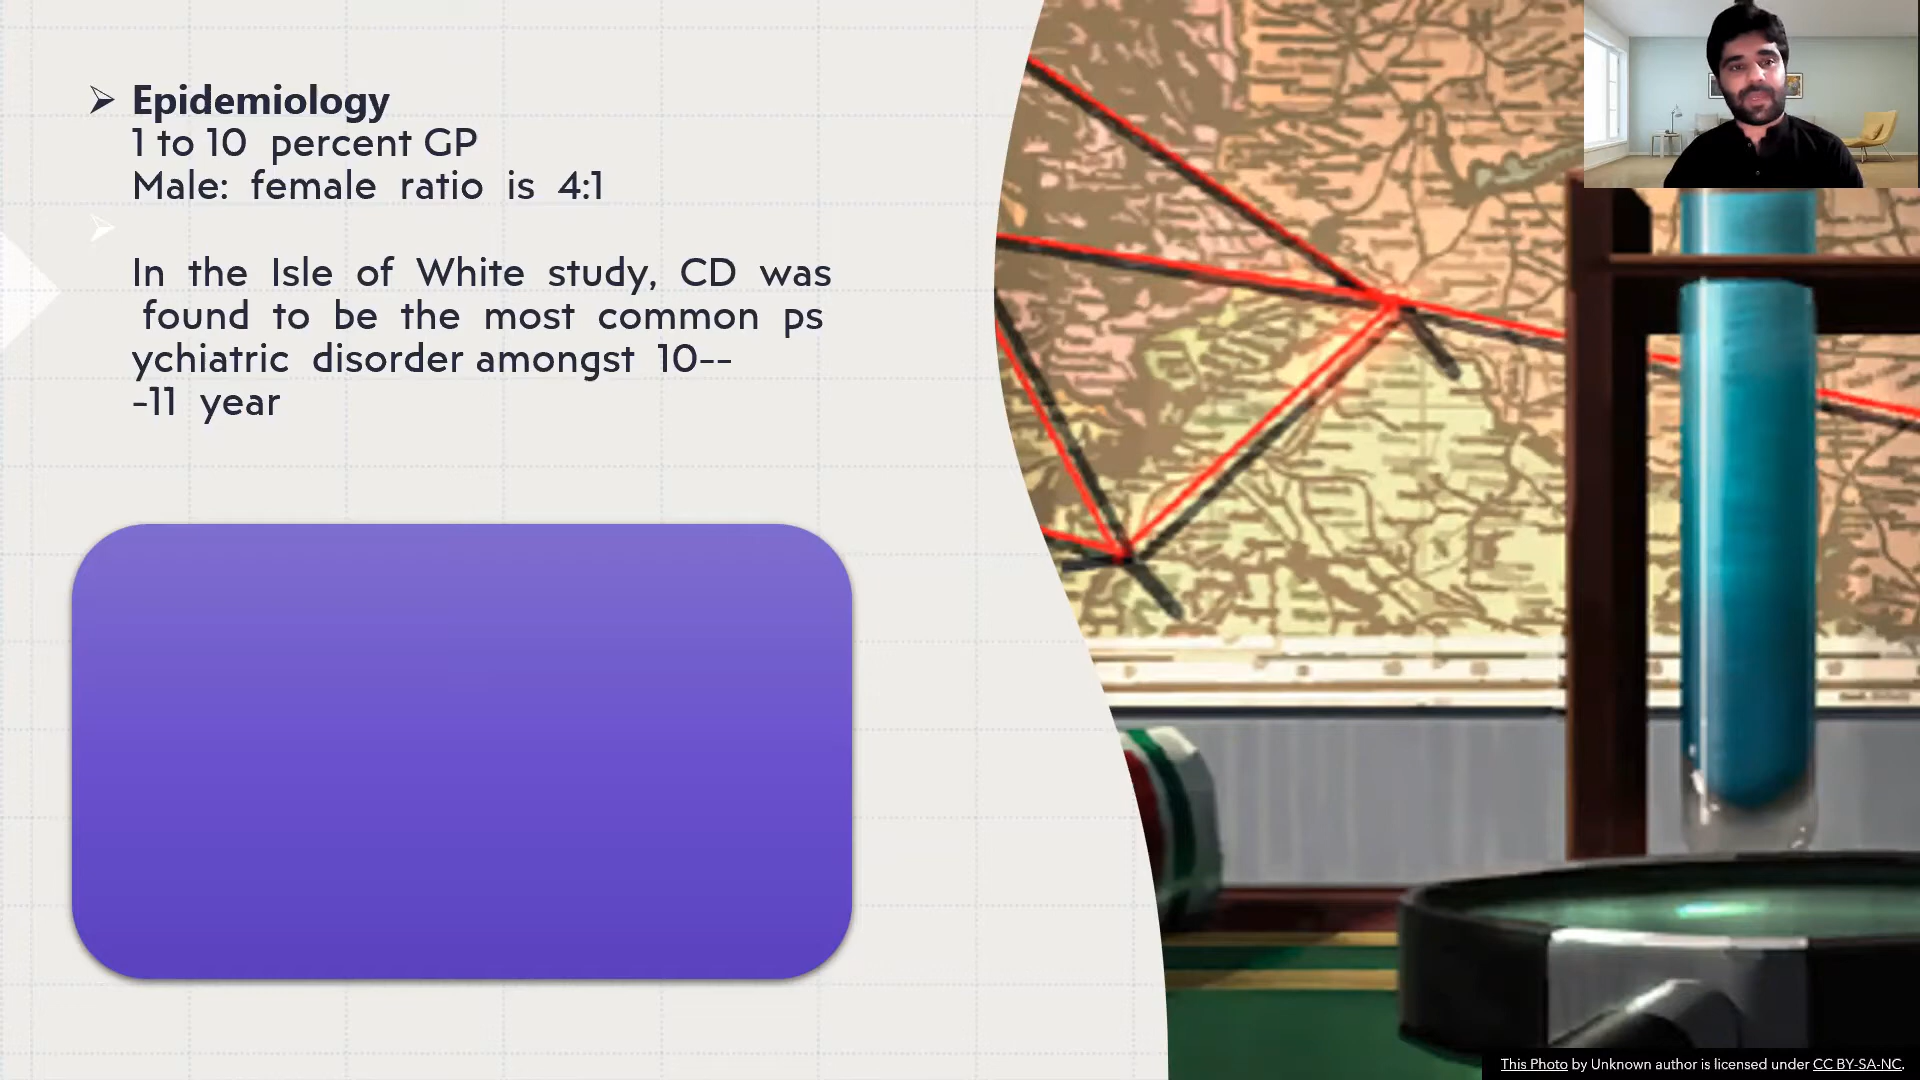 Epidemiology
1 to 10 percent GP
Male: female ratio is 4:1
In the Isle of White study, CD was
found to be the most common ps
ychiatric disorder amongst 10--
-11 year
This Photo by Unknown author is licensed under CC BY-SA-NC.